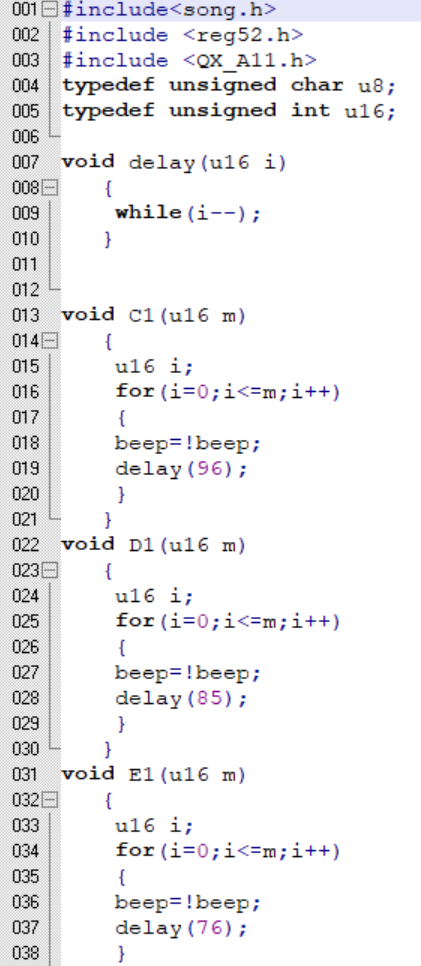 001 #include<song.h>
002 #include <reg52.h>
003 #include <QX_A11.h>
004 typedef unsigned char u8;
005 typedef unsigned int u16;
006
007 void delay(u16 i)
008 {
009 while(i--);
010 }
011
012
013 void C1(u16 m)
014 {
015 u16 i;
016 for(i=0;i<=m;i++)
017 {
018 beep=!beep;
019 delay(96);
020 }
021 }
022 void D1(u16 m)
023 {
024 u16 i;
025 for(i=0;i<=m;i++)
026 {
027 beep=!beep;
028 delay(85);
029 }
030 }
031 void E1(u16 m)
032 {
033 u16 i;
034 for(i=0;i<=m;i++)
035 {
036 beep=!beep;
037 delay(76);
038 }